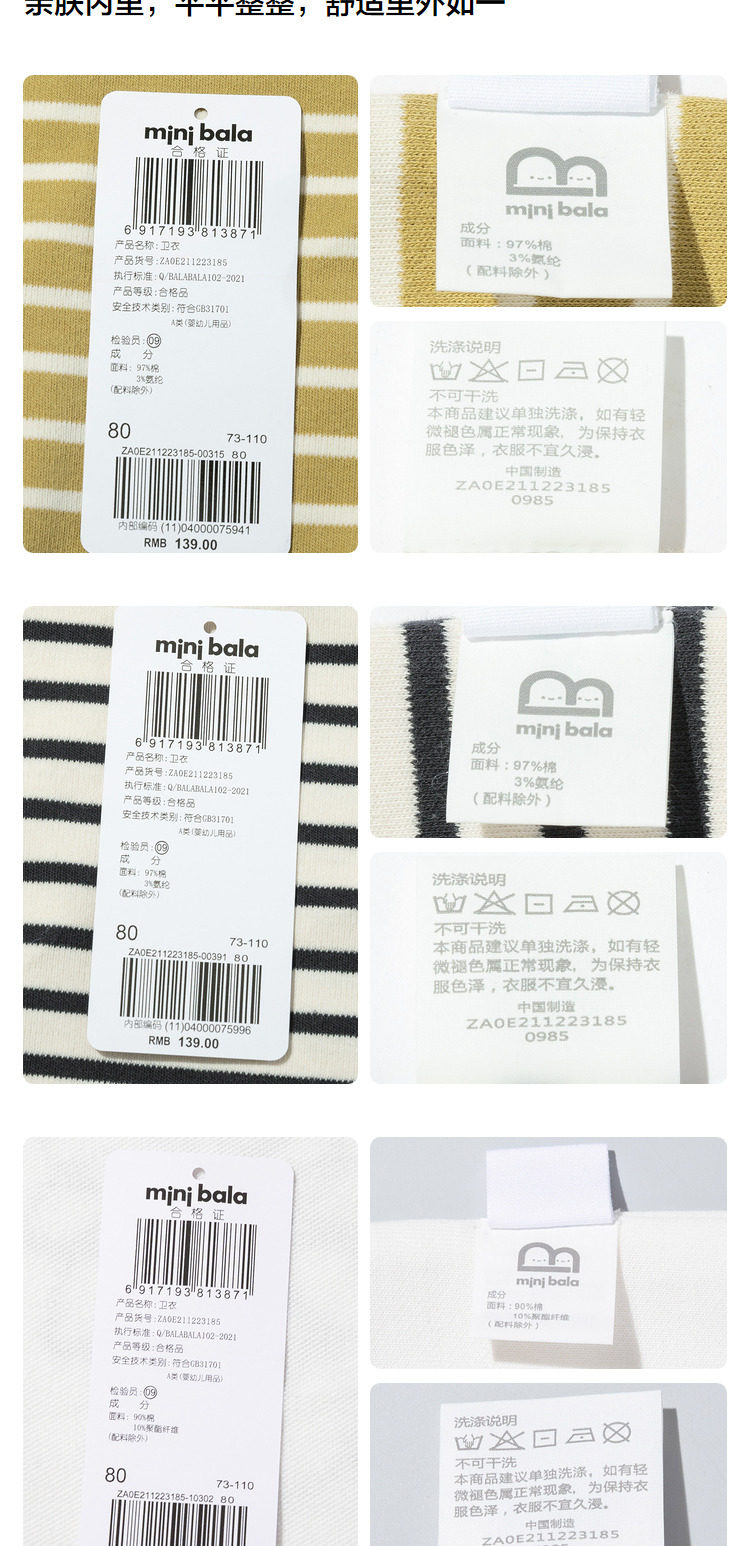 亲肤内里，平平整整，舒适里外如一
mini bala
合格证
6 917193 813871
产品名称:卫衣
产品货号:ZA0E211223185
执行标准:Q/BALABALA102-2021
产品等级:合格品
安全技术类别:符合GB31701
A类(婴幼儿用品)
检验员:09
成 分
面料: 97%棉
3%氨纶
(配料除外)
80 73-110
ZA0E211223185-00315 80
内部编码 (11)04000075941
RMB 139.00
mini bala
成分
面料：97%棉
3%氨纶
(配料除外)
洗涤说明
不可干洗
本商品建议单独洗涤，如有轻
微褪色属正常现象，为保持衣
服色泽，衣服不宜久浸。
中国制造
ZA0E211223185
0985
mini bala
合格证
6 917193 813871
产品名称:卫衣
产品货号:ZA0E211223185
执行标准:Q/BALABALA102-2021
产品等级:合格品
安全技术类别:符合GB31701
A类(婴幼儿用品)
检验员:09
成 分
面料: 97%棉
3%氨纶
(配料除外)
80 73-110
ZA0E211223185-00391 80
内部编码 (11)04000075996
RMB 139.00
mini bala
成分
面料：97%棉
3%氨纶
(配料除外)
洗涤说明
不可干洗
本商品建议单独洗涤，如有轻
微褪色属正常现象，为保持衣
服色泽，衣服不宜久浸。
中国制造
ZA0E211223185
0985
mini bala
合格证
6 917193 813871
产品名称:卫衣
产品货号:ZA0E211223185
执行标准:Q/BALABALA102-2021
产品等级:合格品
安全技术类别:符合GB31701
A类(婴幼儿用品)
检验员:09
成 分
面料: 90%棉
10%聚酯纤维
(配料除外)
80 73-110
ZA0E211223185-10302 80
mini bala
成分
面料：90%棉
10%聚酯纤维
(配料除外)
洗涤说明
不可干洗
本商品建议单独洗涤，如有轻
微褪色属正常现象，为保持衣
服色泽，衣服不宜久浸。
中国制造
ZA0E211223185